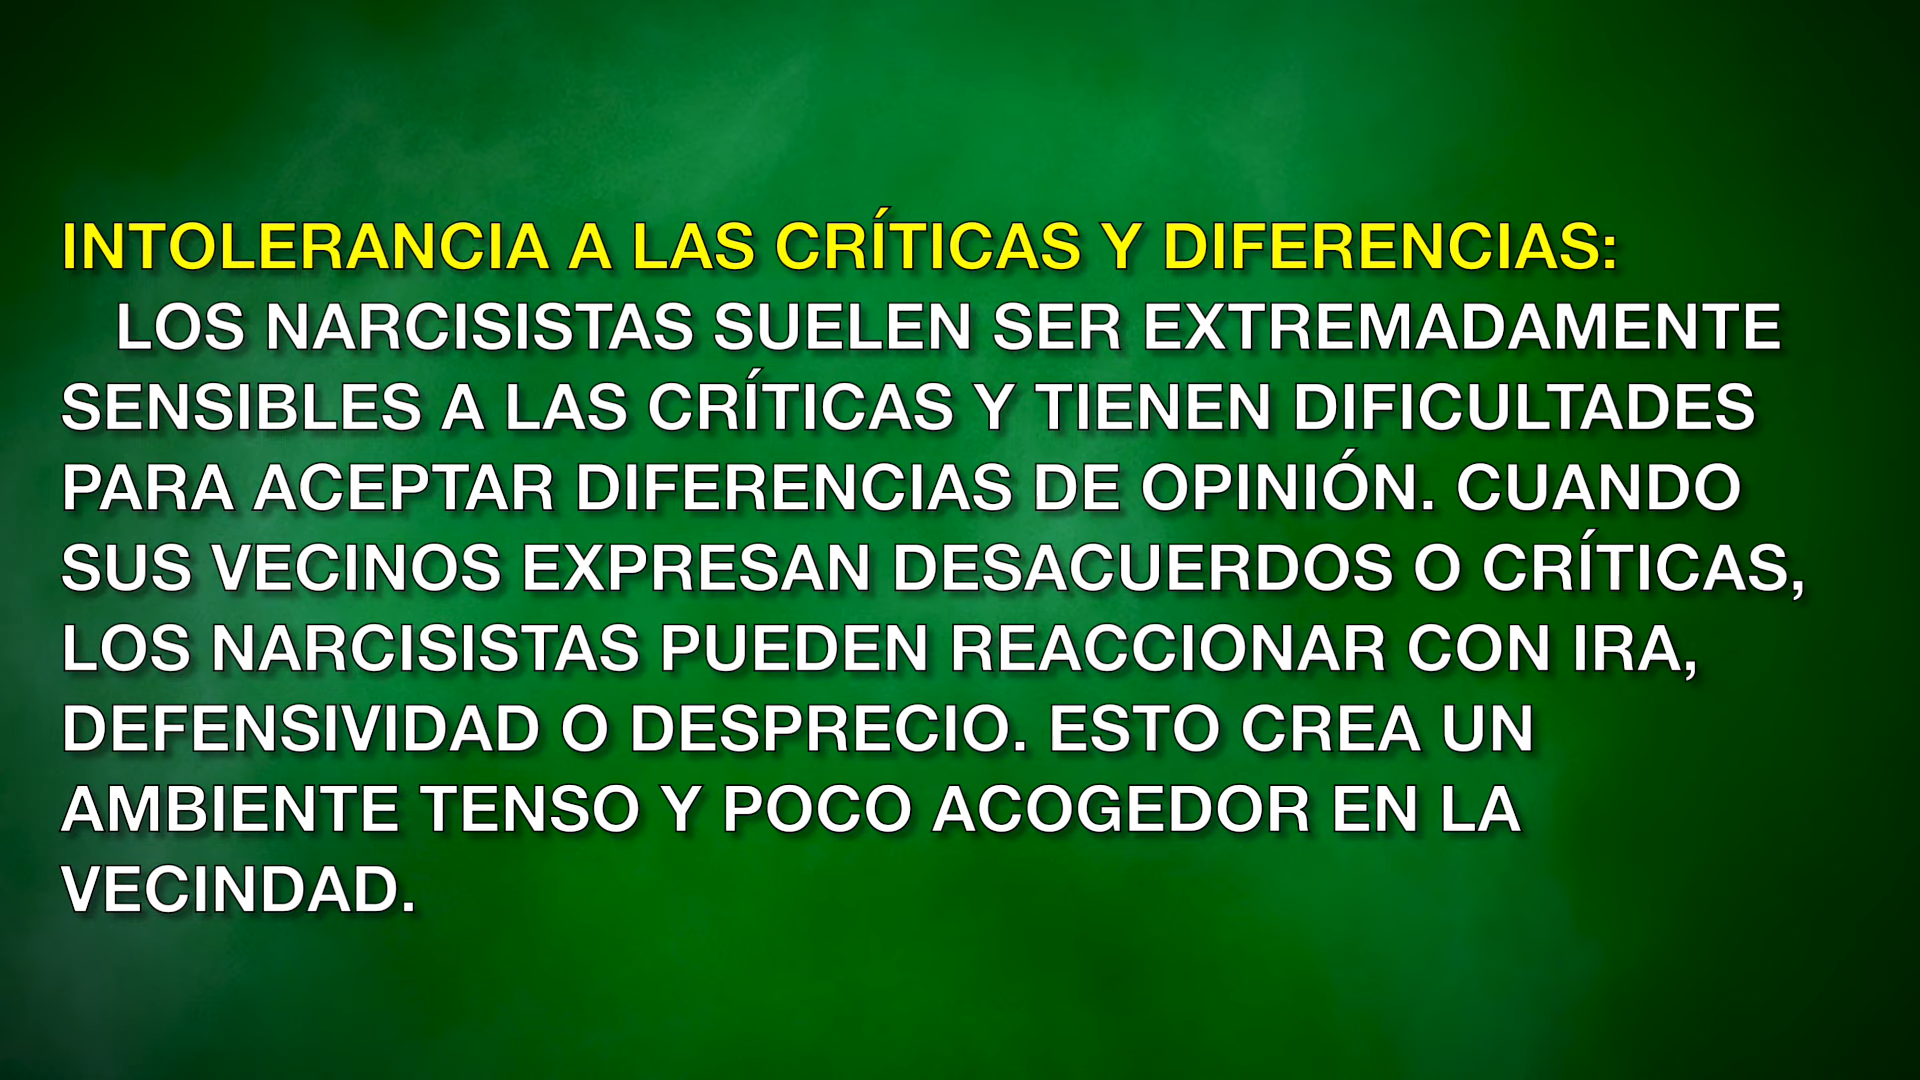 INTOLERANCIA A LAS CRÍTICAS Y DIFERENCIAS:
LOS NARCISISTAS SUELEN SER EXTREMADAMENTE
SENSIBLES A LAS CRÍTICAS Y TIENEN DIFICULTADES
PARA ACEPTAR DIFERENCIAS DE OPINIÓN. CUANDO
SUS VECINOS EXPRESAN DESACUERDOS O CRÍTICAS,
LOS NARCISISTAS PUEDEN REACCIONAR CON IRA,
DEFENSIVIDAD O DESPRECIO. ESTO CREA UN
AMBIENTE TENSO Y POCO ACOGEDOR EN LA
VECINDAD.